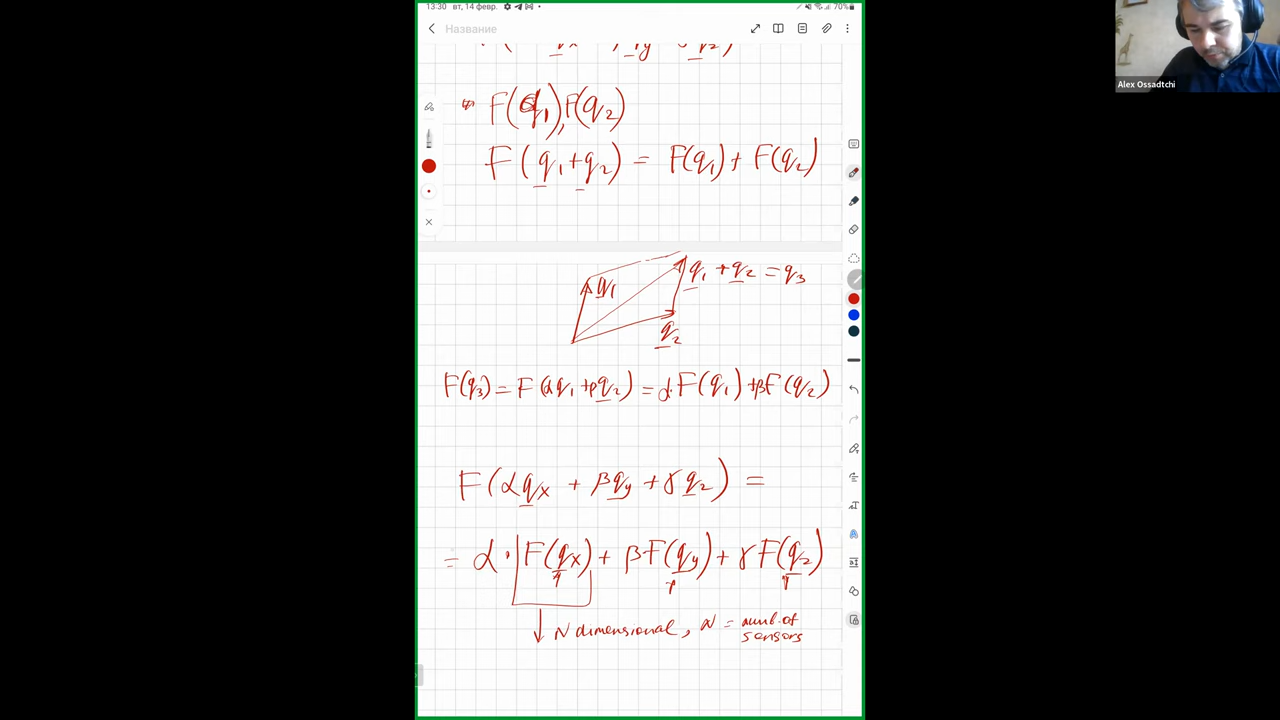 13:30 вт, 14 февр. 70%
Название
F(q1), F(q2)
F(q1+q2) = F(q1) + F(q2)
q1
q1 + q2 = q3
q2
F(q3) = F(αq1 + βq2) = α·F(q1) + βF(q2)
F(αqx + βqy + γqz) =
= α·F(qx) + βF(qy) + γF(qz)
N dimensional, N = numb. of
sensors
Alex Ossadtchi